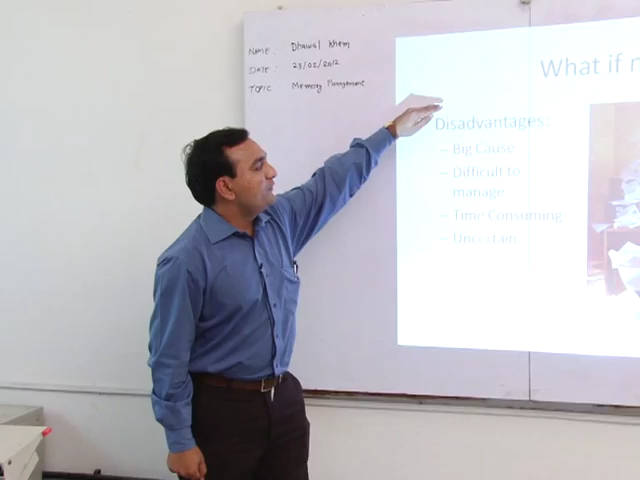 NAME: Dhawal Khem
DATE: 23/02/2012
TOPIC Memory Management
What if n
Disadvantages:
– Big Cause
– Difficult to
manage
– Time Consuming
– Uncertain